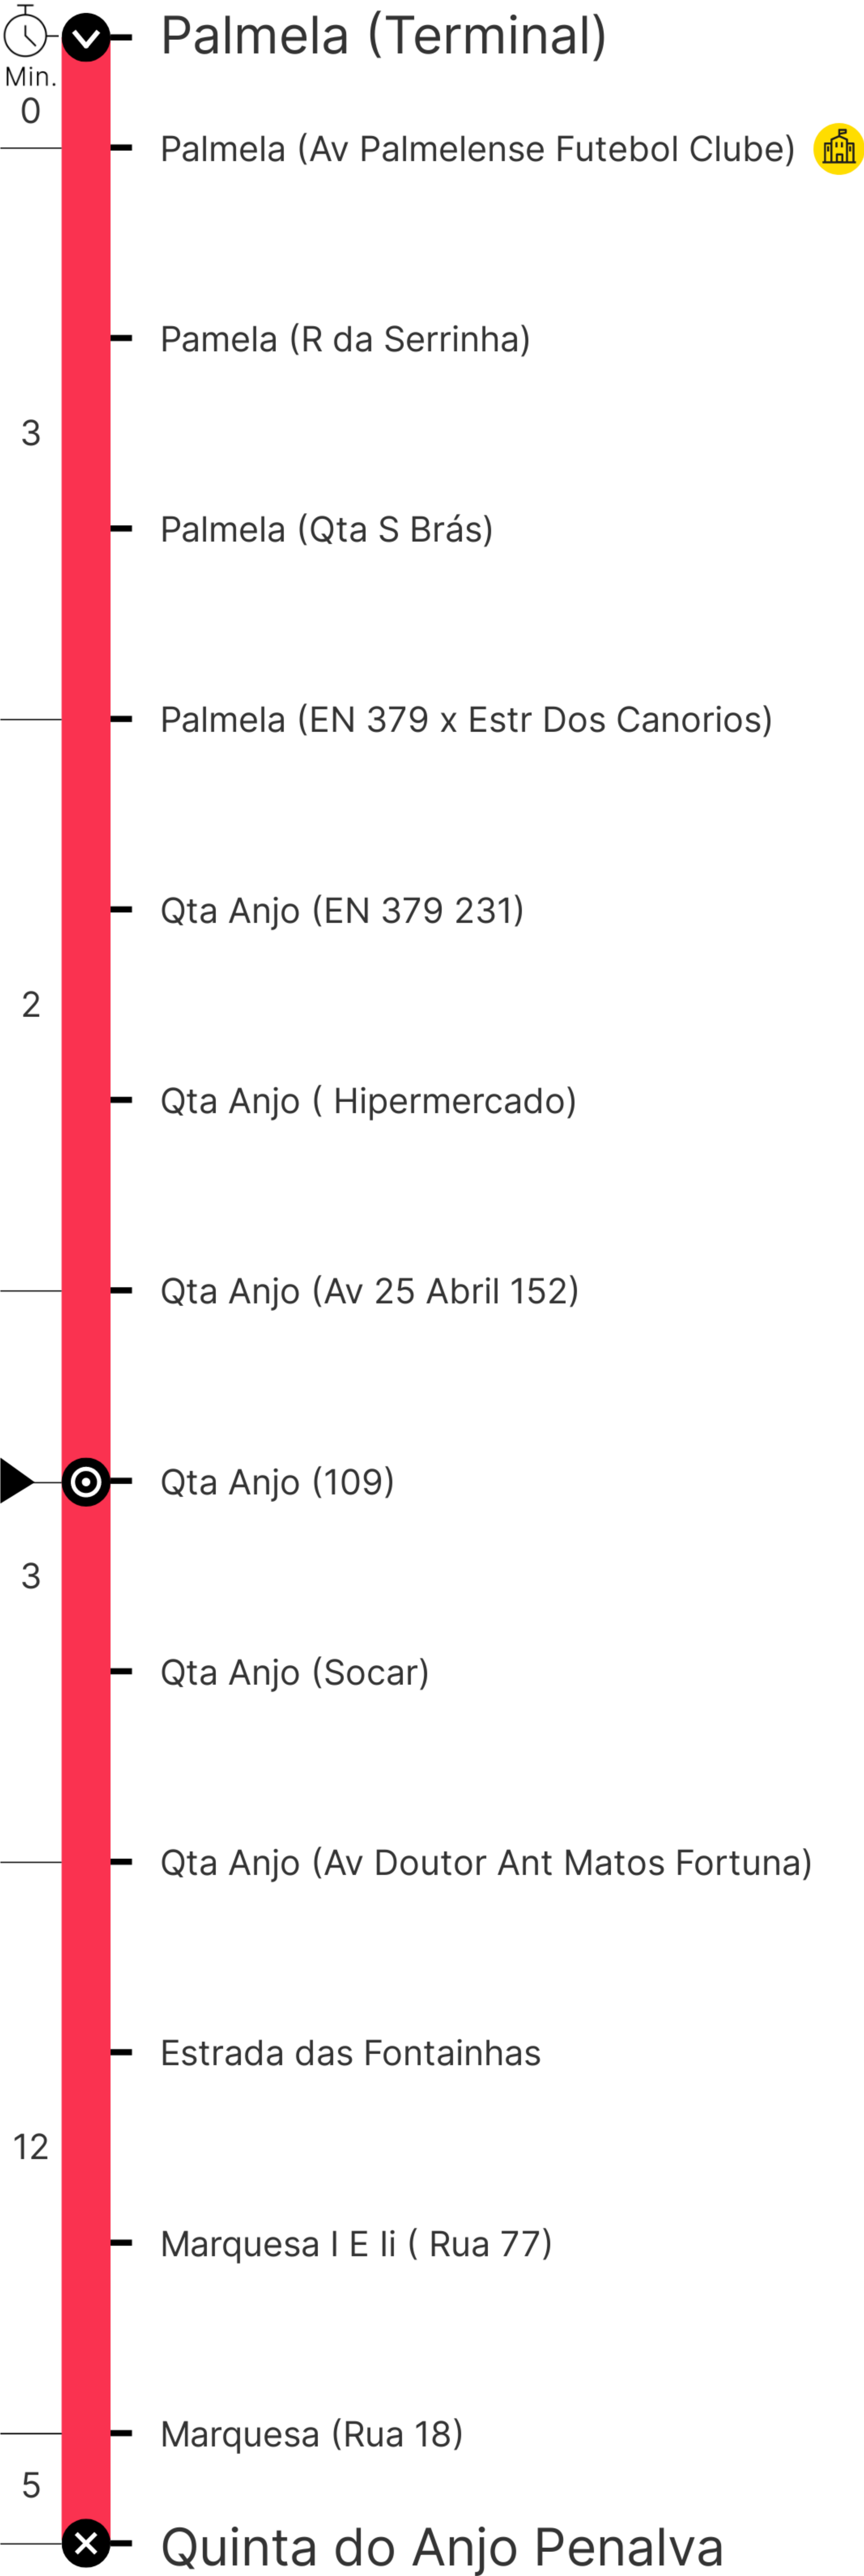 Palmela (Terminal)
Min.
0
Palmela (Av Palmelense Futebol Clube)
Pamela (R da Serrinha)
3
Palmela (Qta S Brás)
Palmela (EN 379 x Estr Dos Canorios)
Qta Anjo (EN 379 231)
2
Qta Anjo ( Hipermercado)
Qta Anjo (Av 25 Abril 152)
Qta Anjo (109)
3
Qta Anjo (Socar)
Qta Anjo (Av Doutor Ant Matos Fortuna)
Estrada das Fontainhas
12
Marquesa I E Ii ( Rua 77)
Marquesa (Rua 18)
5
Quinta do Anjo Penalva